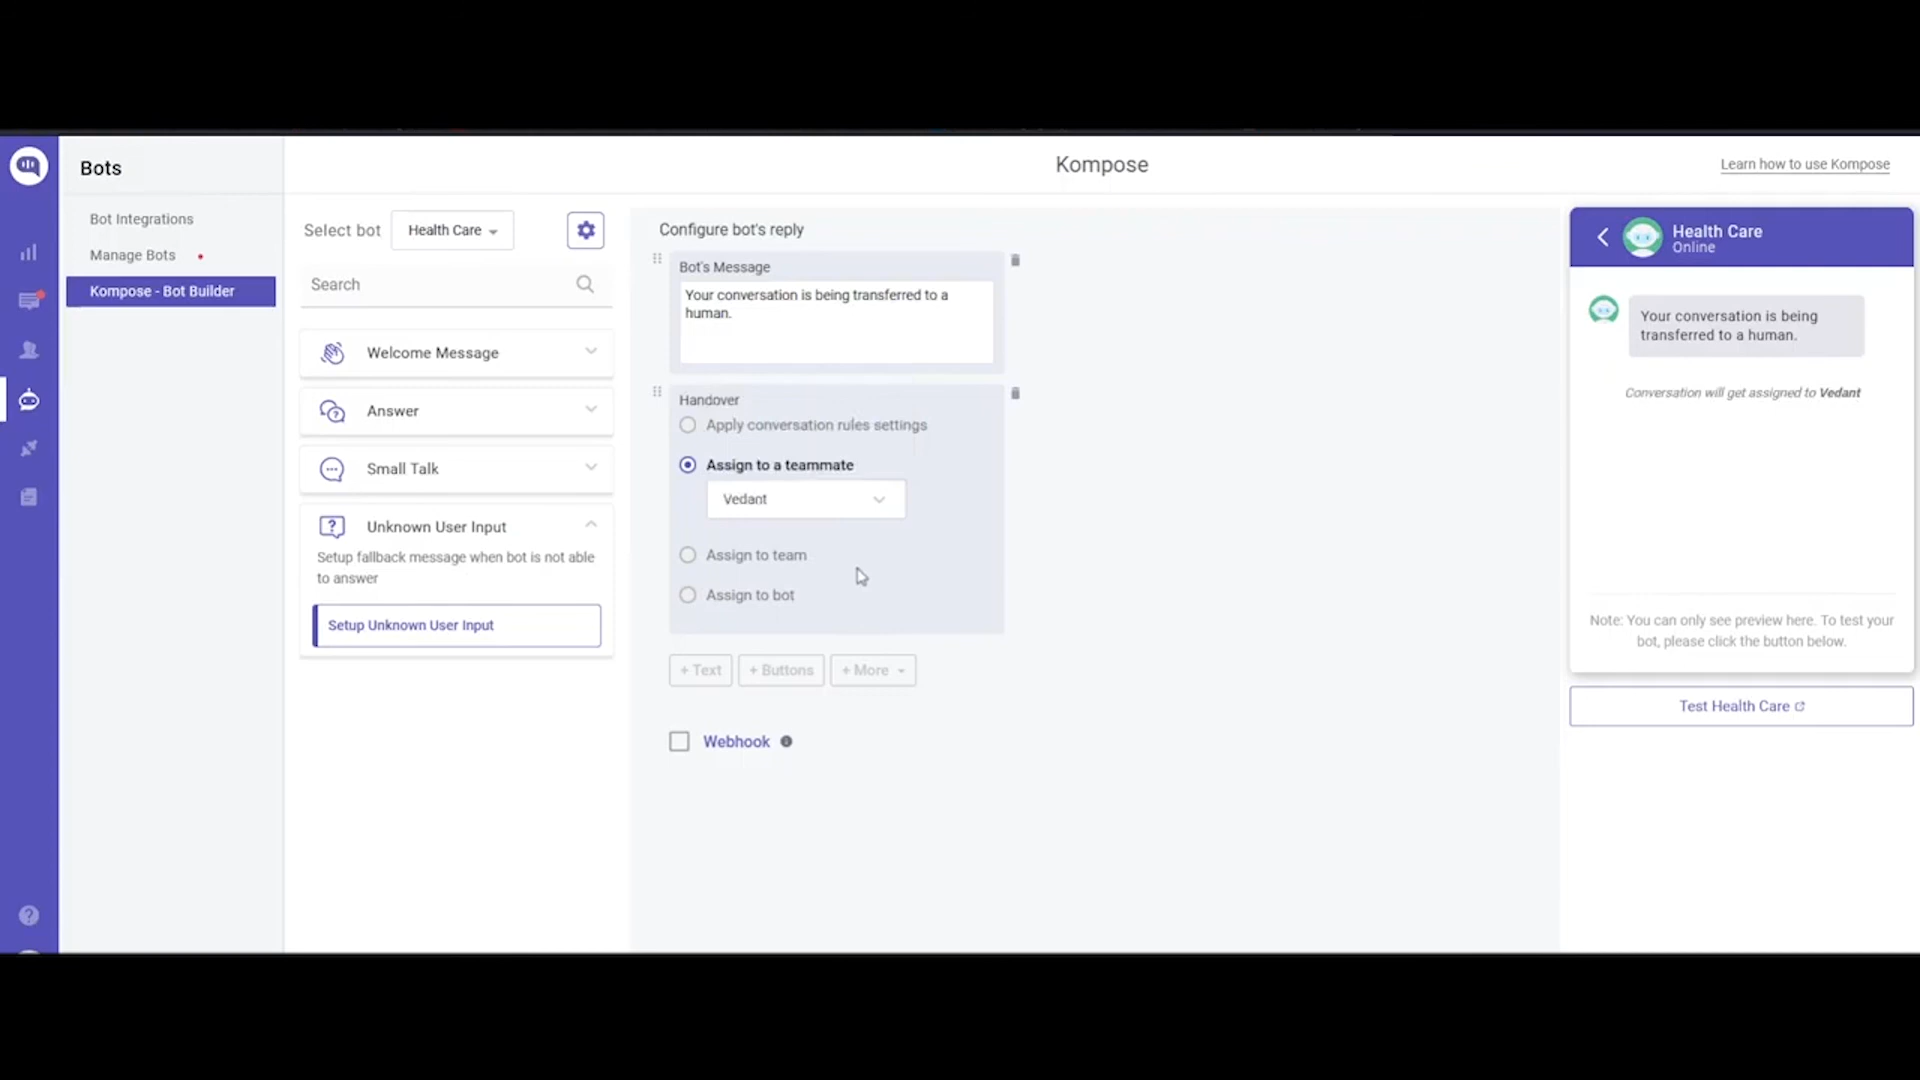 Bots
Kompose
Learn how to use Kompose
Bot Integrations
Manage Bots
Kompose - Bot Builder
Select bot
Health Care
Search
Welcome Message
Answer
Small Talk
Unknown User Input
Setup fallback message when bot is not able
to answer
Setup Unknown User Input
Configure bot's reply
Bot's Message
Your conversation is being transferred to a
human.
Handover
Apply conversation rules settings
Assign to a teammate
Vedant
Assign to team
Assign to bot
+ Text
+ Buttons
+ More
Webhook
Health Care
Online
Your conversation is being
transferred to a human.
Conversation will get assigned to Vedant
Note: You can only see preview here. To test your
bot, please click the button below.
Test Health Care